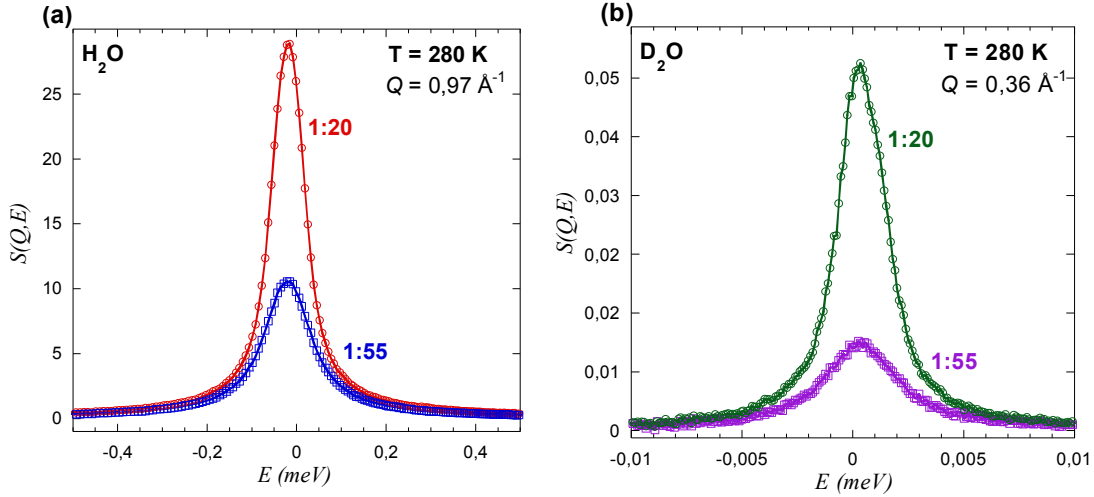 (a)
H2O
T = 280 K
Q = 0,97 Å-1
1:20
1:55
S(Q,E)
25
20
15
10
5
0
-0,4
-0,2
0
0,2
0,4
E (meV)
(b)
D2O
T = 280 K
Q = 0,36 Å-1
1:20
1:55
S(Q,E)
0,05
0,04
0,03
0,02
0,02
0,01
0
-0,01
-0,005
0
0,005
0,01
E (meV)